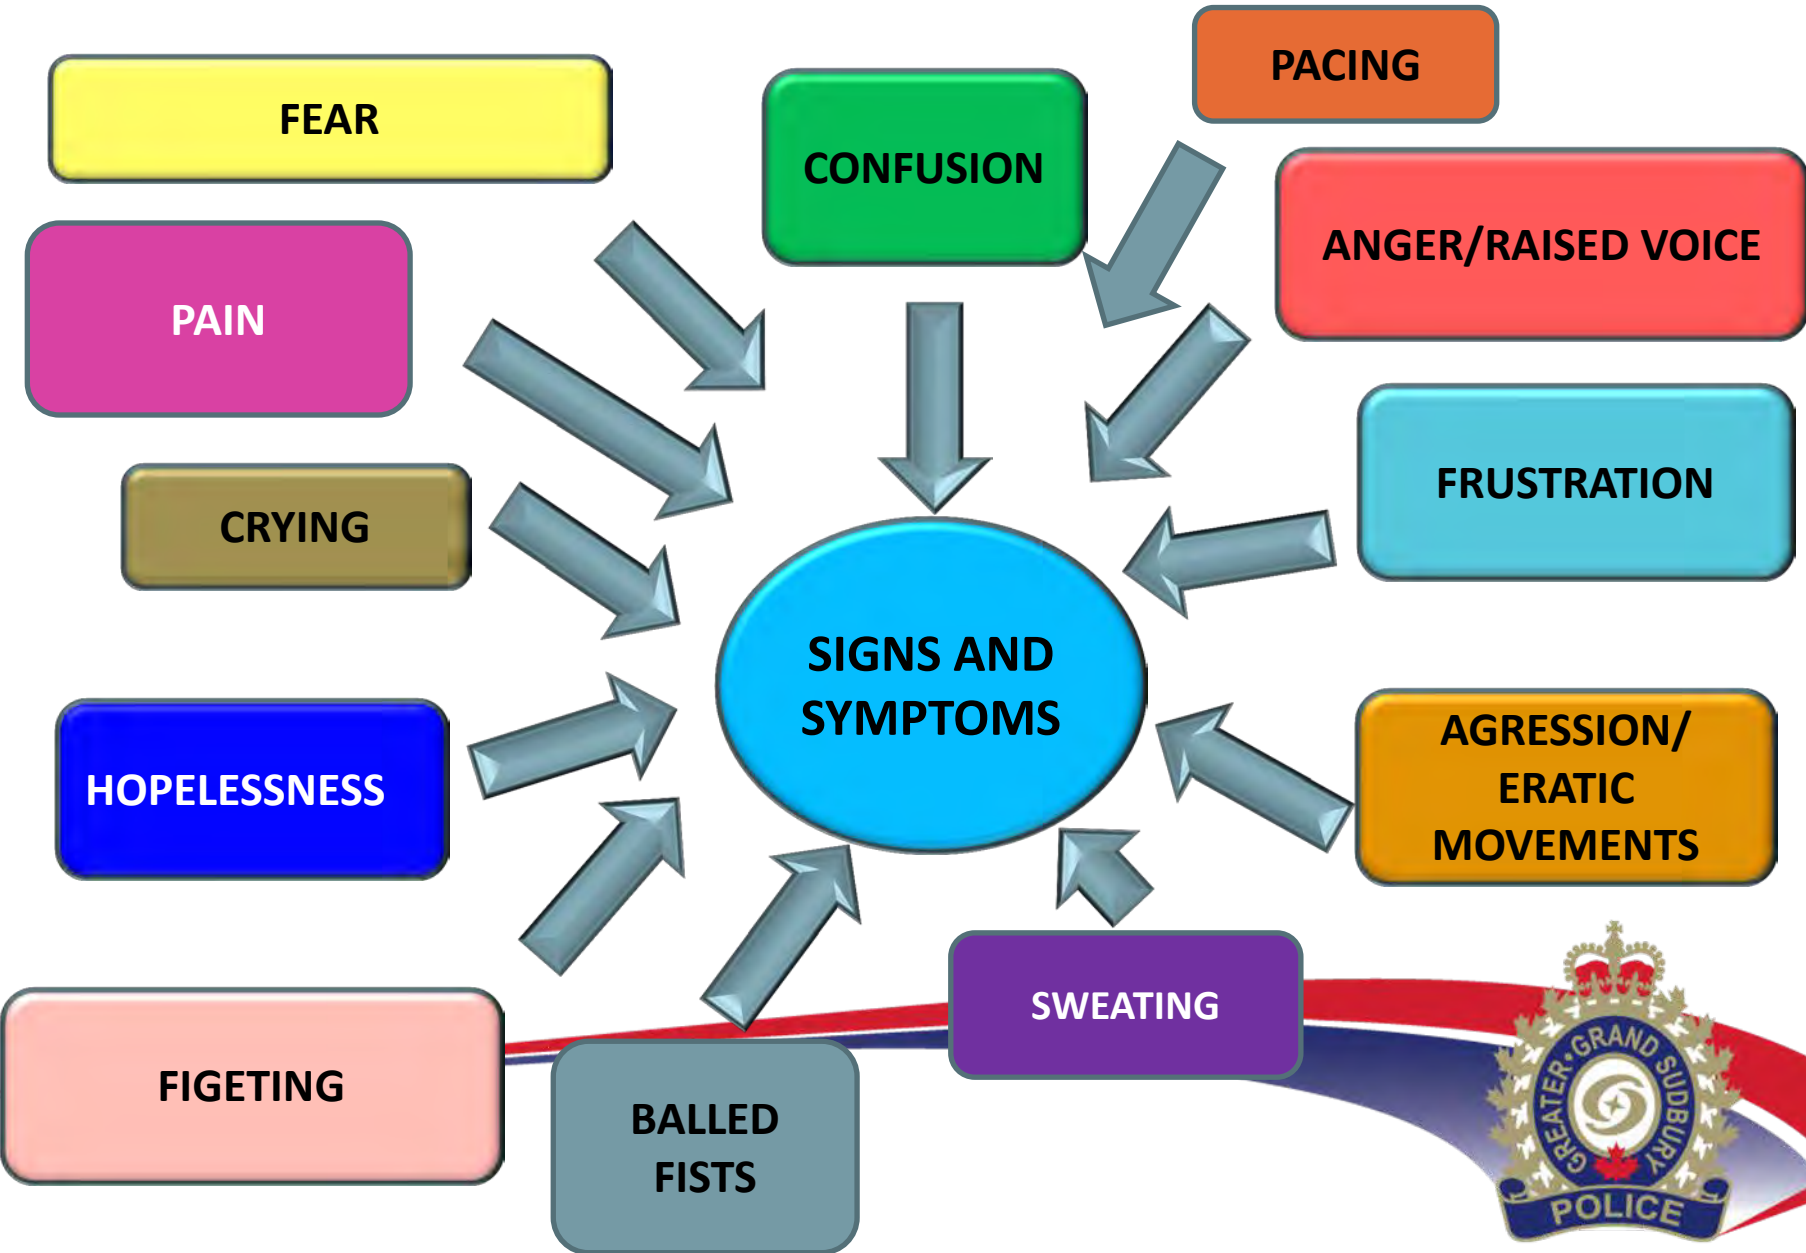 PACING
FEAR
CONFUSION
ANGER/RAISED VOICE
PAIN
FRUSTRATION
CRYING
SIGNS AND
SYMPTOMS
HOPELESSNESS
AGRESSION/
ERATIC
MOVEMENTS
SWEATING
FIGETING
BALLED
FISTS
GREATER • GRAND SUDBURY
POLICE